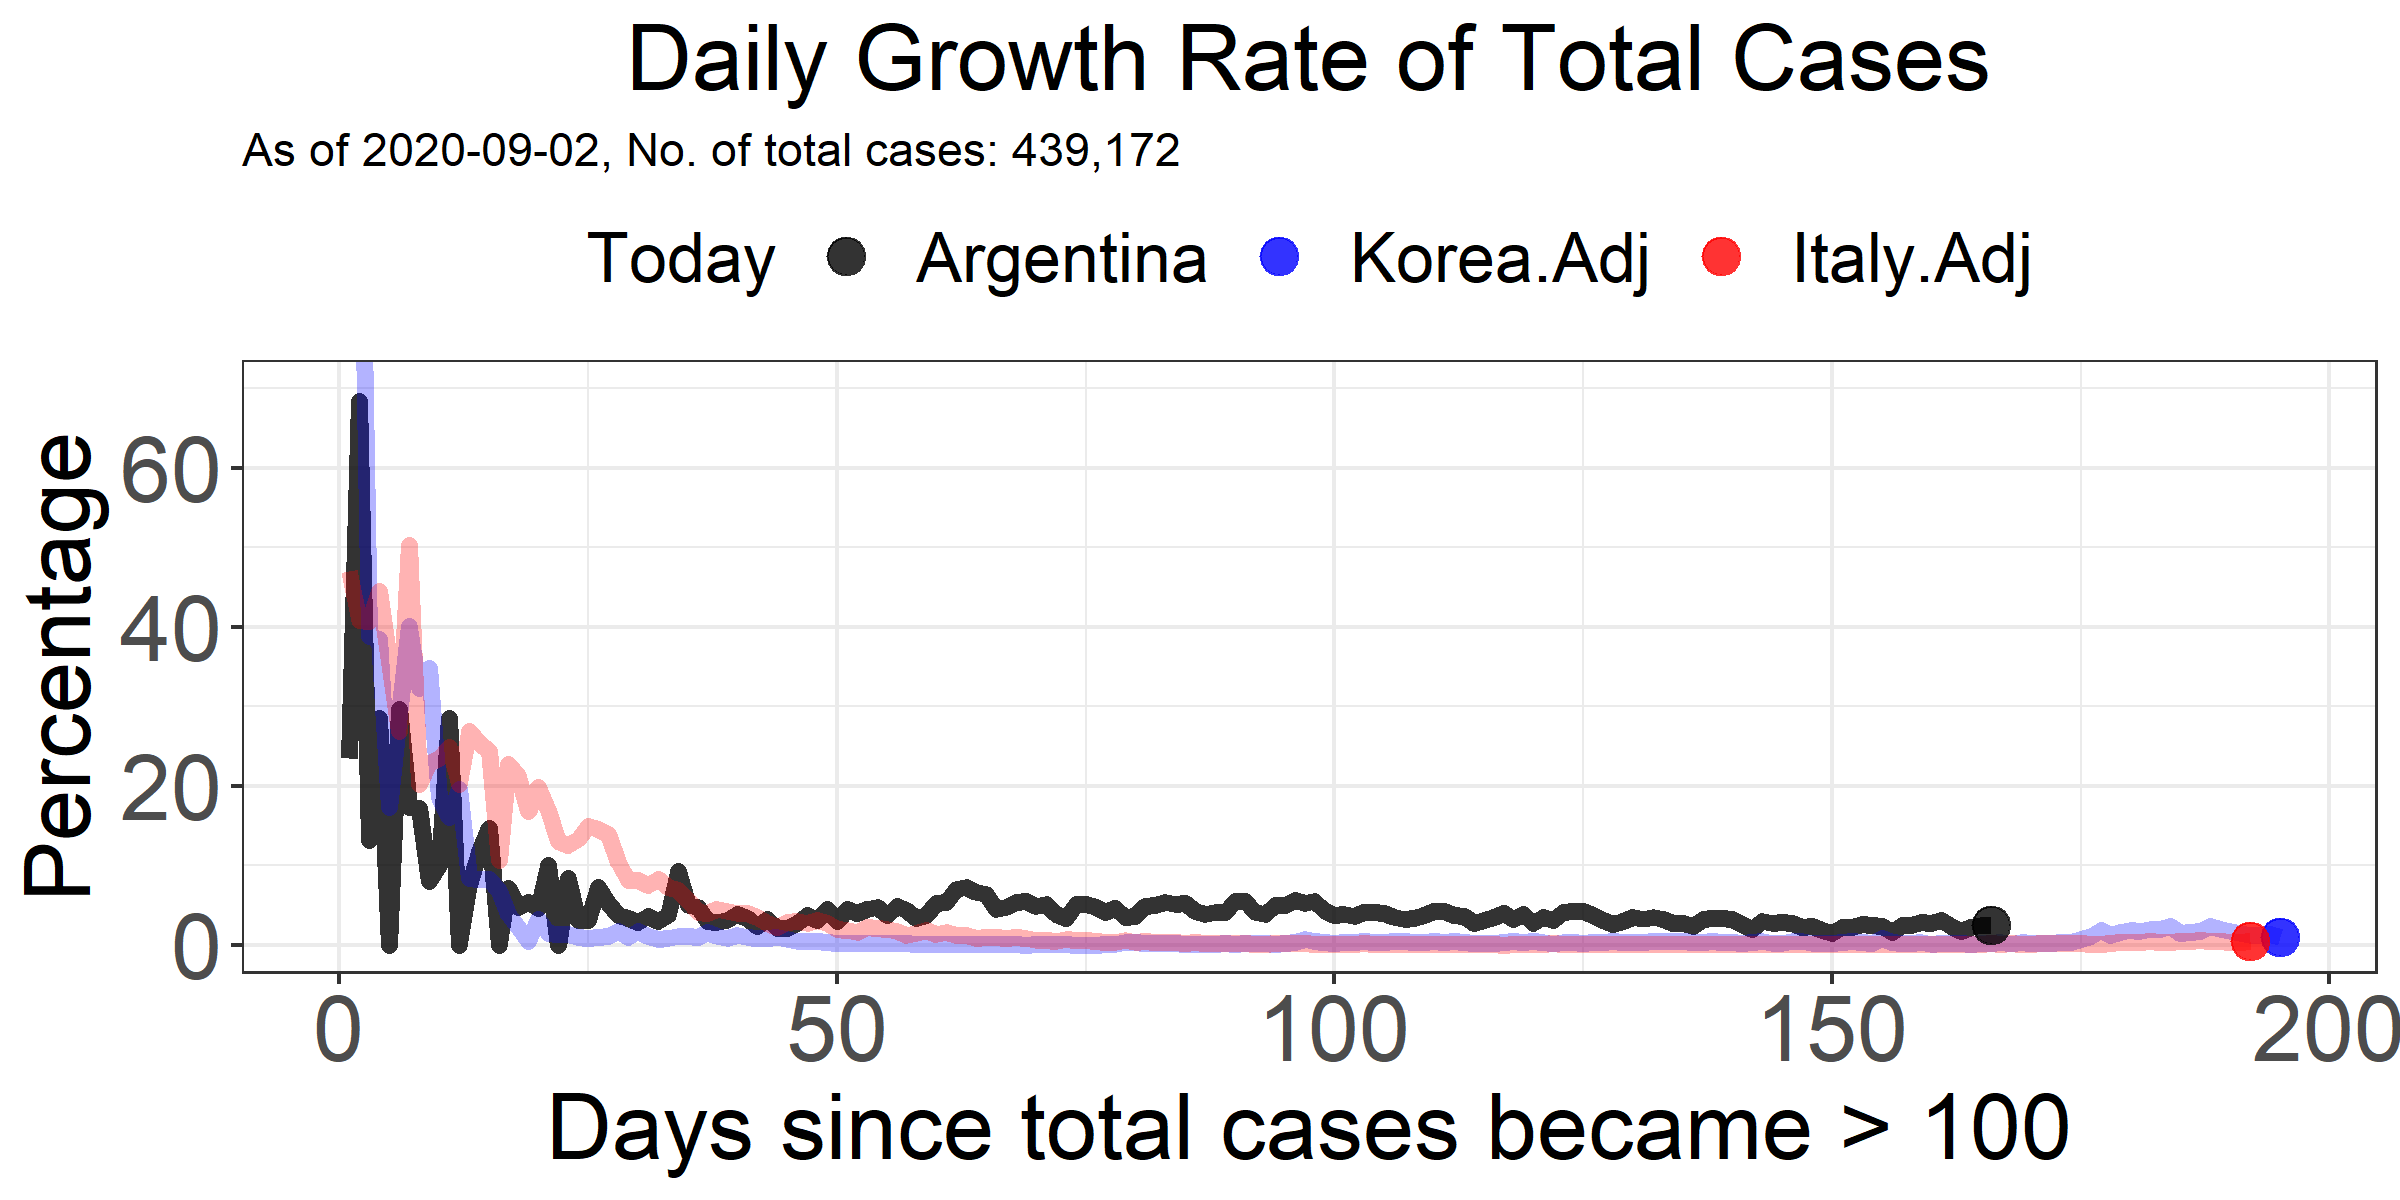 Daily Growth Rate of Total Cases
As of 2020-09-02, No. of total cases: 439,172
Today Argentina Korea.Adj Italy.Adj
Percentage
60
40
20
0
0 50 100 150 200
Days since total cases became > 100